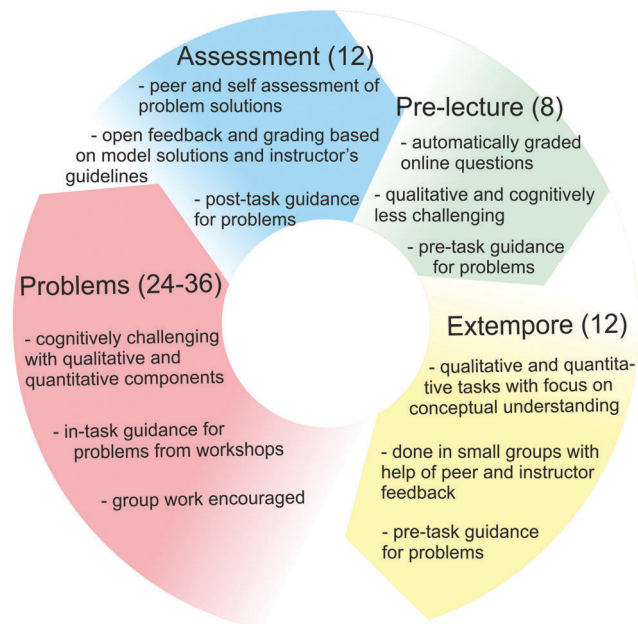 Assessment (12)
- peer and self assessment of
problem solutions
- open feedback and grading based
on model solutions and instructor's
guidelines
- post-task guidance
for problems
Pre-lecture (8)
- automatically graded
online questions
- qualitative and cognitively
less challenging
- pre-task guidance
for problems
Extempore (12)
- qualitative and quantita-
tive tasks with focus on
conceptual understanding
- done in small groups with
help of peer and instructor
feedback
- pre-task guidance
for problems
Problems (24-36)
- cognitively challenging
with qualitative and
quantitative components
- in-task guidance for
problems from workshops
- group work encouraged